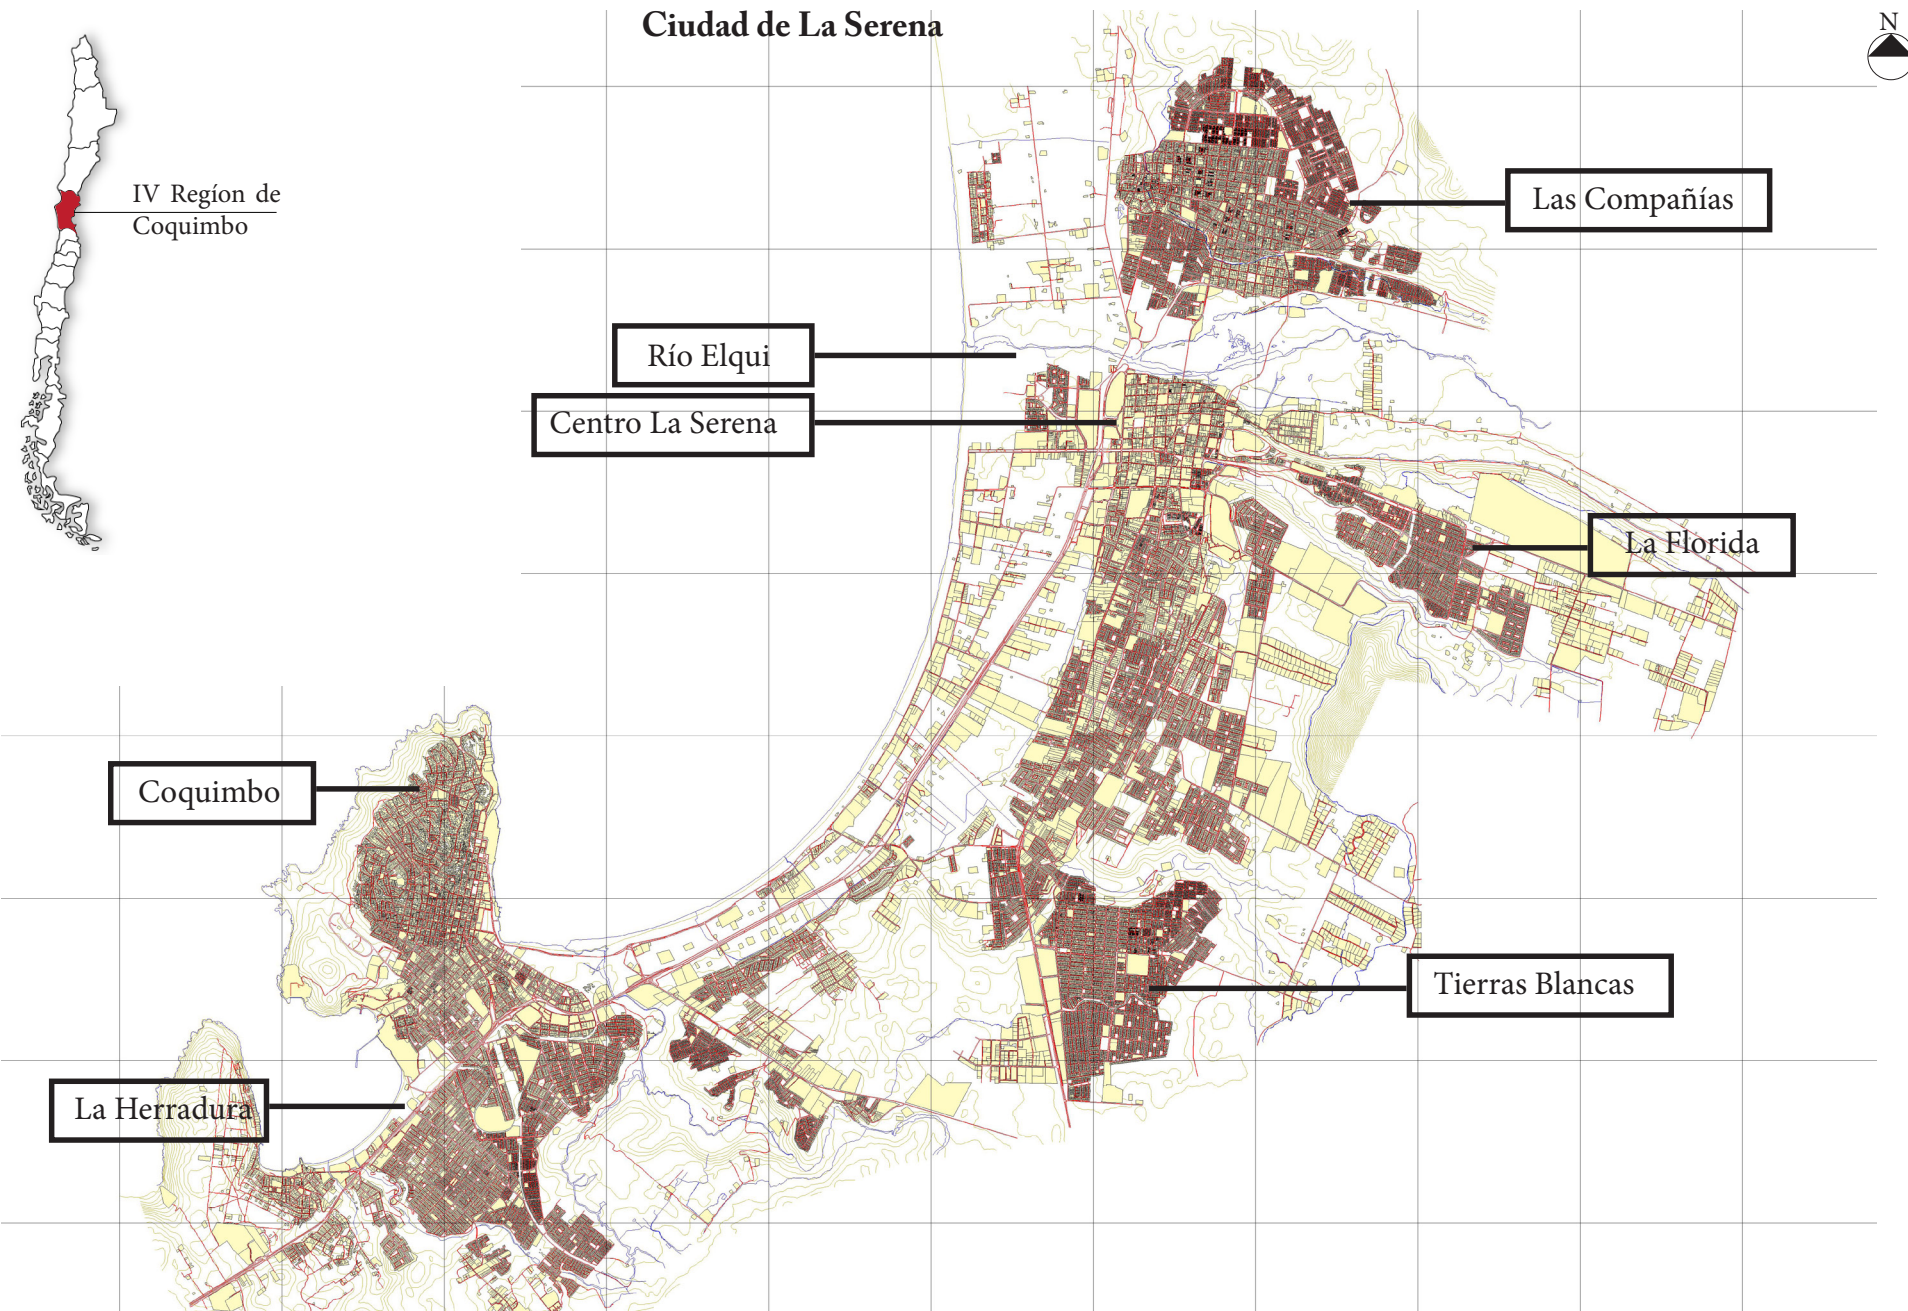 Ciudad de La Serena
N
IV Regíon de
Coquimbo
Las Compañías
Río Elqui
Centro La Serena
La Florida
Coquimbo
Tierras Blancas
La Herradura